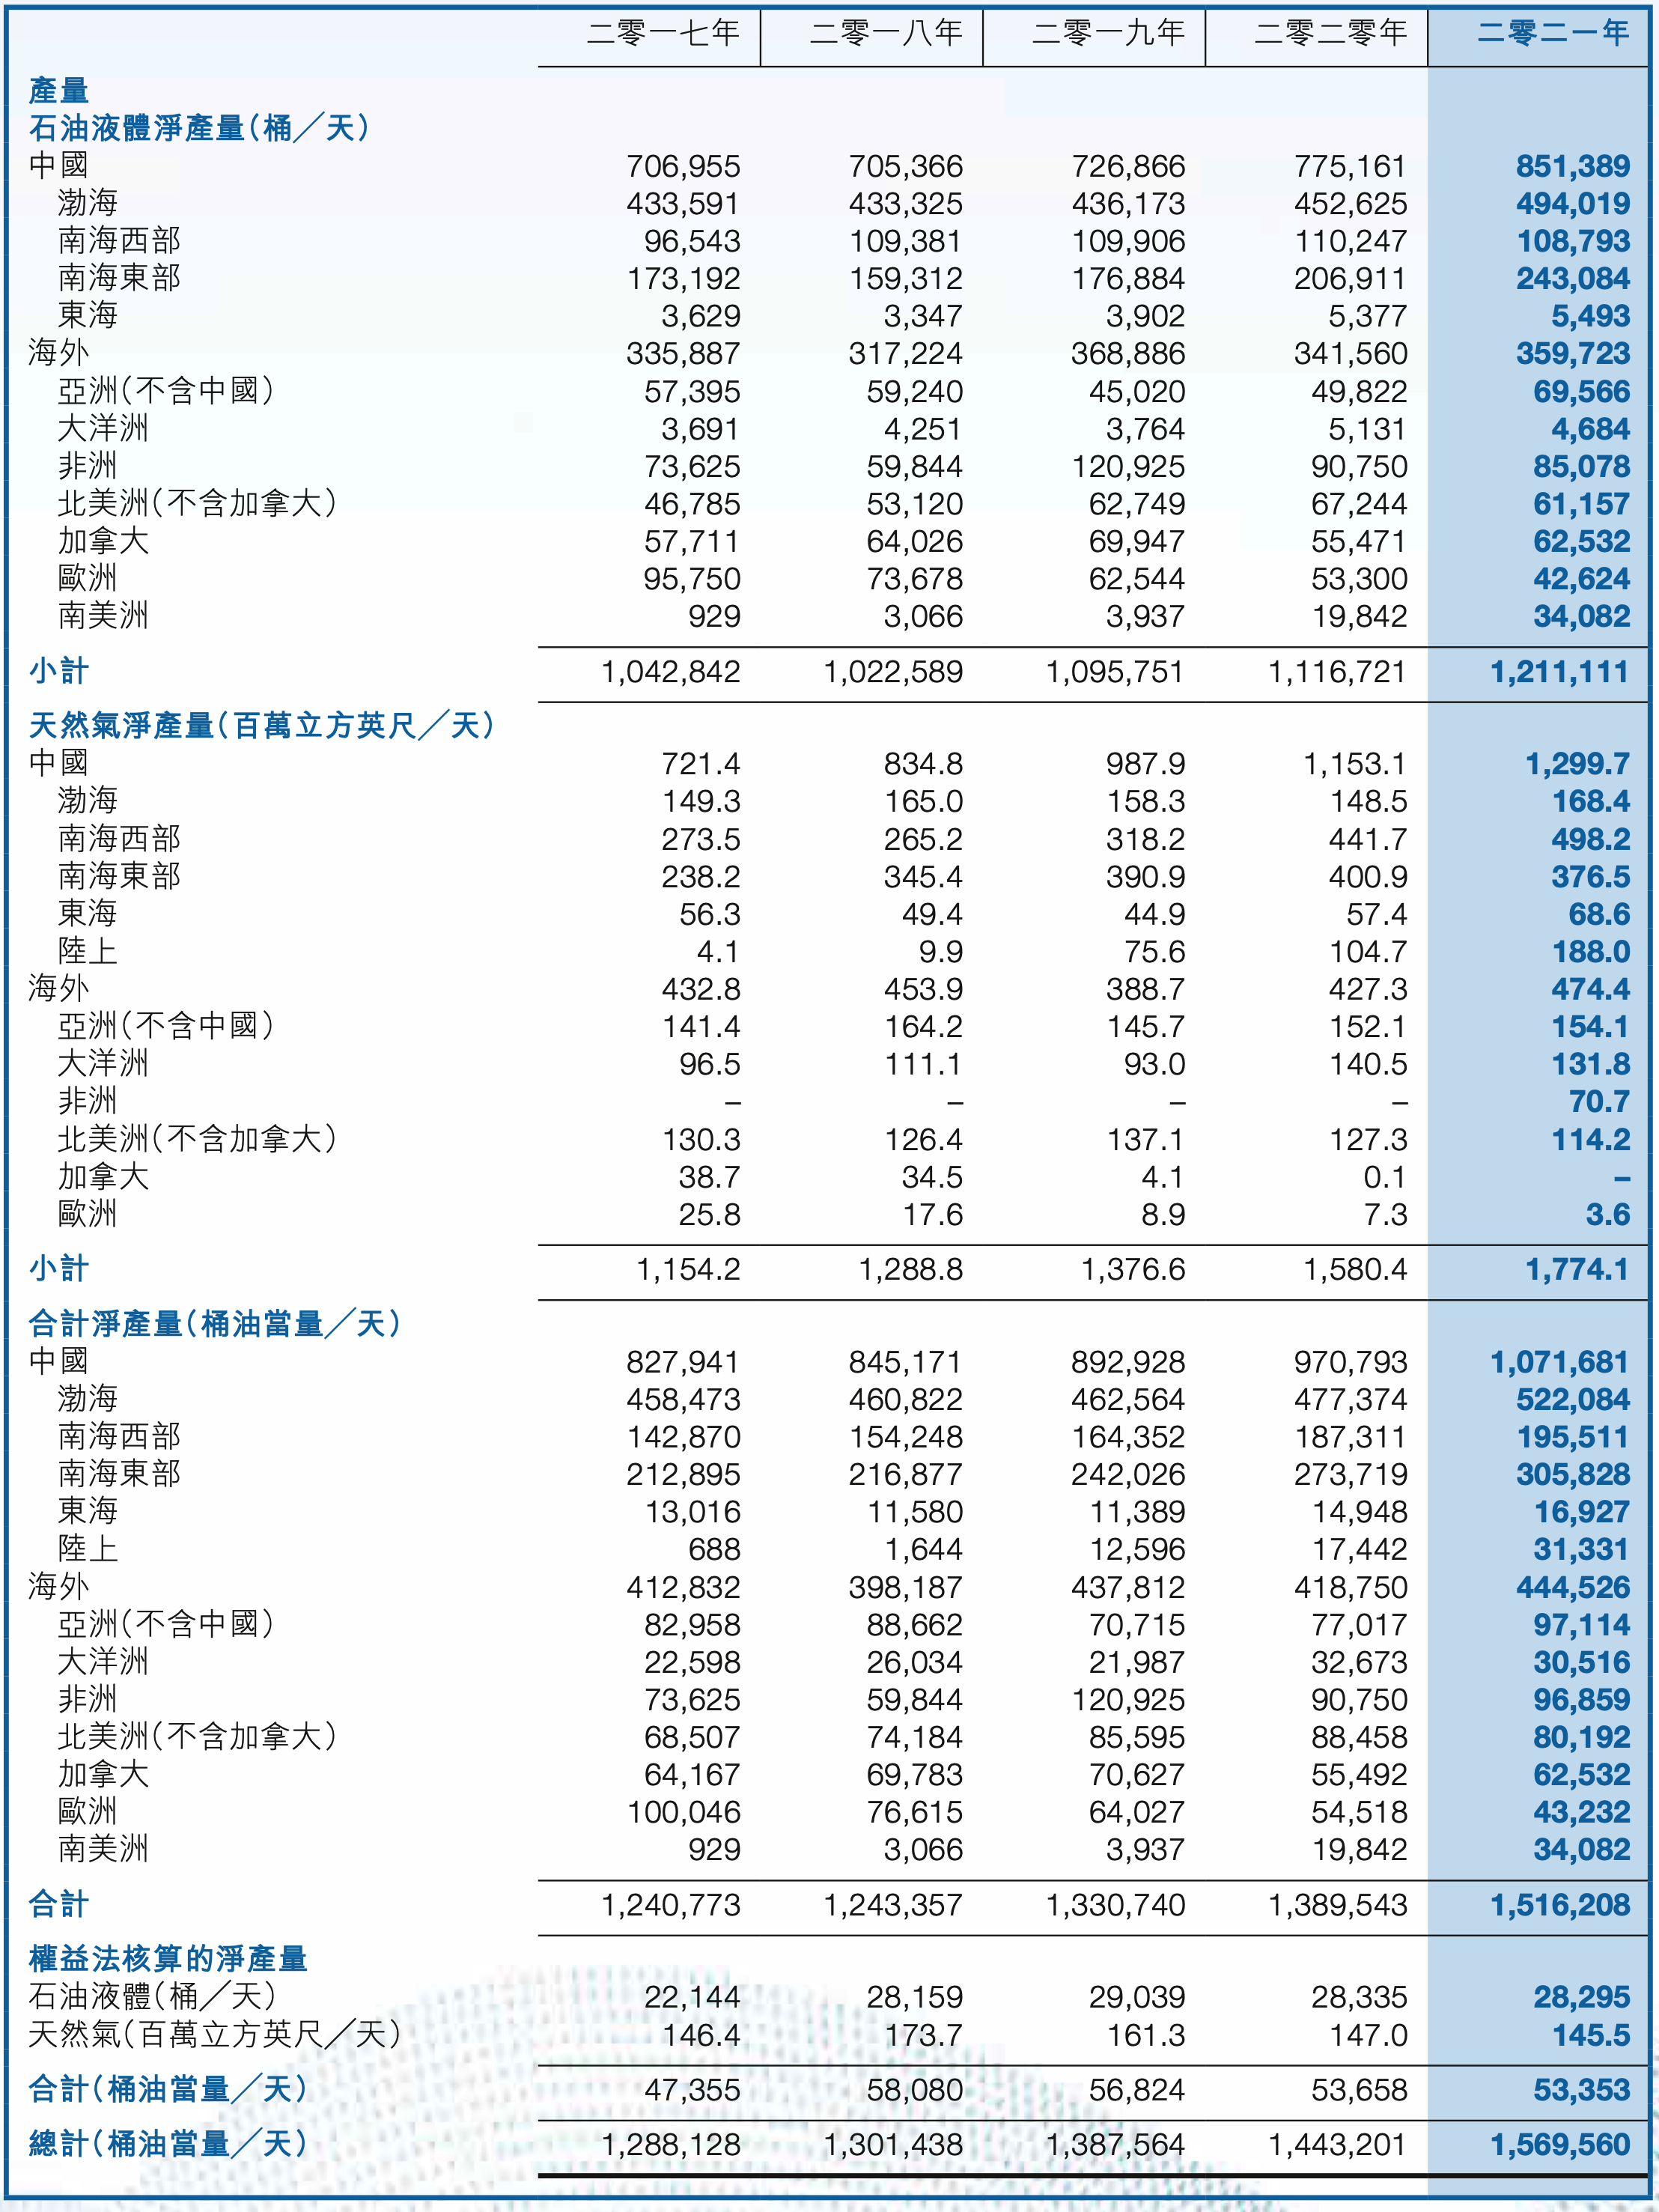 二零一七年 二零一八年 二零一九年 二零二零年 二零二一年
產量
石油液體淨產量（桶／天）
中國 706,955 705,366 726,866 775,161 851,389
渤海 433,591 433,325 436,173 452,625 494,019
南海西部 96,543 109,381 109,906 110,247 108,793
南海東部 173,192 159,312 176,884 206,911 243,084
東海 3,629 3,347 3,902 5,377 5,493
海外 335,887 317,224 368,886 341,560 359,723
亞洲（不含中國） 57,395 59,240 45,020 49,822 69,566
大洋洲 3,691 4,251 3,764 5,131 4,684
非洲 73,625 59,844 120,925 90,750 85,078
北美洲（不含加拿大） 46,785 53,120 62,749 67,244 61,157
加拿大 57,711 64,026 69,947 55,471 62,532
歐洲 95,750 73,678 62,544 53,300 42,624
南美洲 929 3,066 3,937 19,842 34,082
小計 1,042,842 1,022,589 1,095,751 1,116,721 1,211,111
天然氣淨產量（百萬立方英尺／天）
中國 721.4 834.8 987.9 1,153.1 1,299.7
渤海 149.3 165.0 158.3 148.5 168.4
南海西部 273.5 265.2 318.2 441.7 498.2
南海東部 238.2 345.4 390.9 400.9 376.5
東海 56.3 49.4 44.9 57.4 68.6
陸上 4.1 9.9 75.6 104.7 188.0
海外 432.8 453.9 388.7 427.3 474.4
亞洲（不含中國） 141.4 164.2 145.7 152.1 154.1
大洋洲 96.5 111.1 93.0 140.5 131.8
非洲 – – – – 70.7
北美洲（不含加拿大） 130.3 126.4 137.1 127.3 114.2
加拿大 38.7 34.5 4.1 0.1 –
歐洲 25.8 17.6 8.9 7.3 3.6
小計 1,154.2 1,288.8 1,376.6 1,580.4 1,774.1
合計淨產量（桶油當量／天）
中國 827,941 845,171 892,928 970,793 1,071,681
渤海 458,473 460,822 462,564 477,374 522,084
南海西部 142,870 154,248 164,352 187,311 195,511
南海東部 212,895 216,877 242,026 273,719 305,828
東海 13,016 11,580 11,389 14,948 16,927
陸上 688 1,644 12,596 17,442 31,331
海外 412,832 398,187 437,812 418,750 444,526
亞洲（不含中國） 82,958 88,662 70,715 77,017 97,114
大洋洲 22,598 26,034 21,987 32,673 30,516
非洲 73,625 59,844 120,925 90,750 96,859
北美洲（不含加拿大） 68,507 74,184 85,595 88,458 80,192
加拿大 64,167 69,783 70,627 55,492 62,532
歐洲 100,046 76,615 64,027 54,518 43,232
南美洲 929 3,066 3,937 19,842 34,082
合計 1,240,773 1,243,357 1,330,740 1,389,543 1,516,208
權益法核算的淨產量
石油液體（桶／天） 22,144 28,159 29,039 28,335 28,295
天然氣（百萬立方英尺／天） 146.4 173.7 161.3 147.0 145.5
合計（桶油當量／天） 47,355 58,080 56,824 53,658 53,353
總計（桶油當量／天） 1,288,128 1,301,438 1,387,564 1,443,201 1,569,560